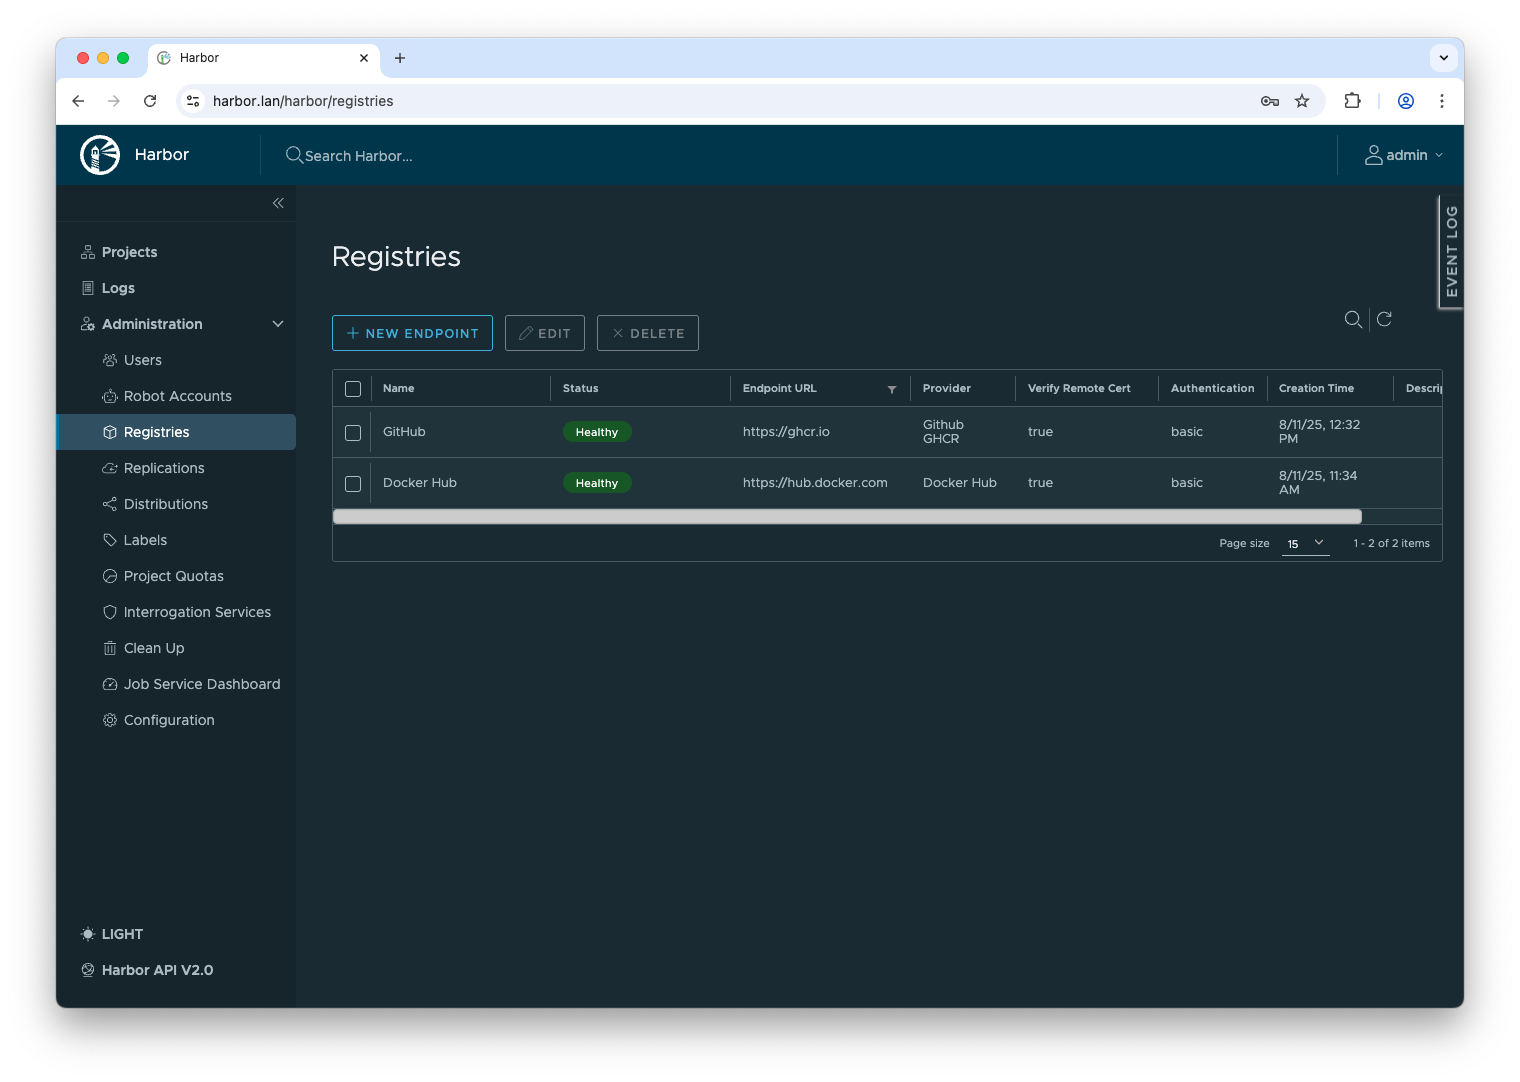 Harbor
harbor.lan/harbor/registries
Harbor
Search Harbor...
admin
EVENT LOG
Projects
Logs
Administration
Users
Robot Accounts
Registries
Replications
Distributions
Labels
Project Quotas
Interrogation Services
Clean Up
Job Service Dashboard
Configuration
LIGHT
Harbor API V2.0
Registries
NEW ENDPOINT EDIT DELETE
Name Status Endpoint URL Provider Verify Remote Cert Authentication Creation Time
GitHub Healthy https://ghcr.io Github GHCR true basic 8/11/25, 12:32 PM
Docker Hub Healthy https://hub.docker.com Docker Hub true basic 8/11/25, 11:34 AM
Page size 15 1 - 2 of 2 items